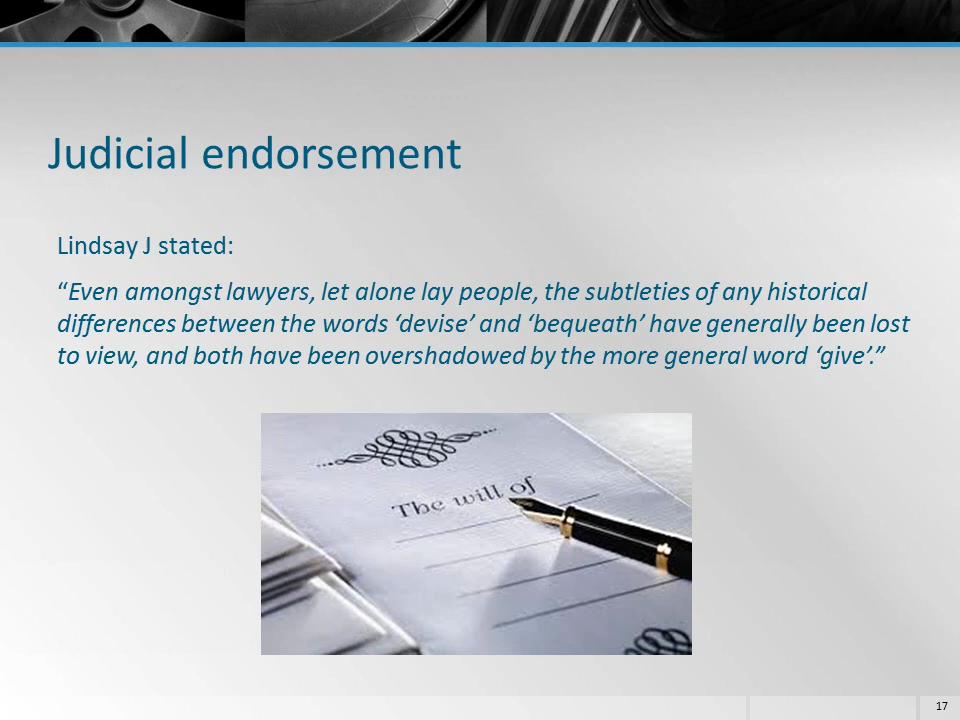 Judicial endorsement
Lindsay J stated:
“Even amongst lawyers, let alone lay people, the subtleties of any historical
differences between the words ‘devise’ and ‘bequeath’ have generally been lost
to view, and both have been overshadowed by the more general word ‘give’.”
The will of
17